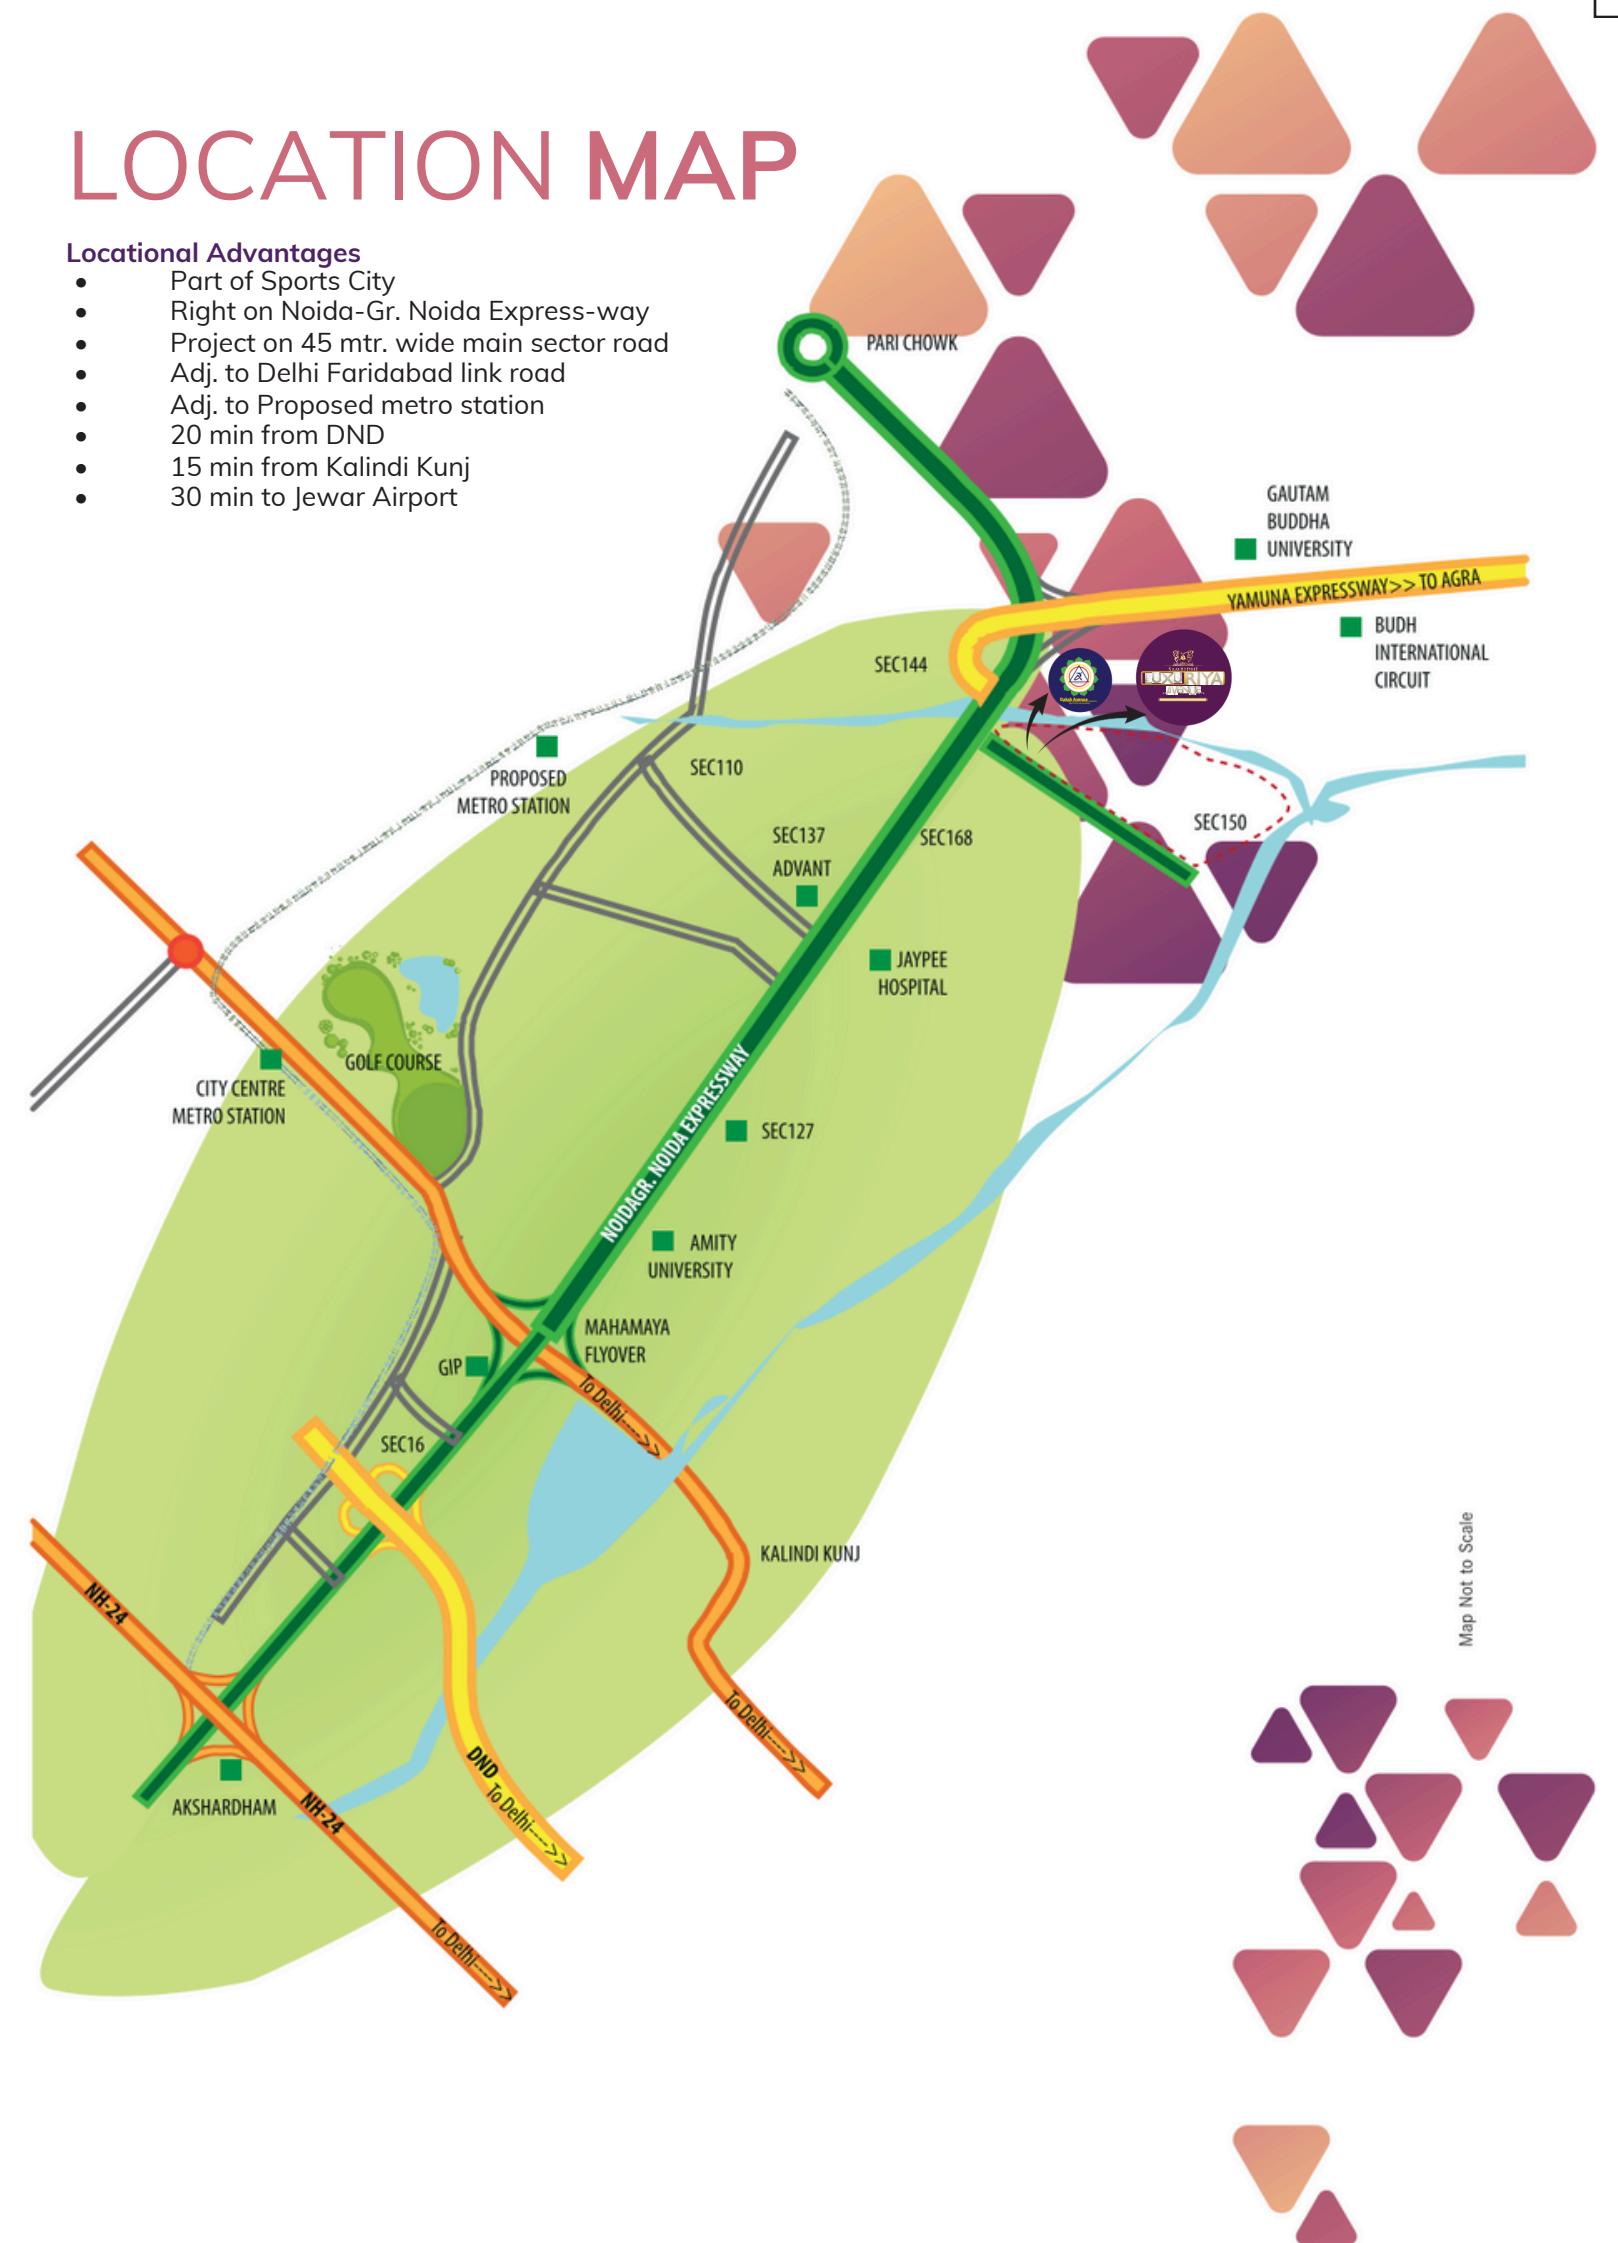 LOCATION MAP
Locational Advantages
• Part of Sports City
• Right on Noida-Gr. Noida Express-way
• Project on 45 mtr. wide main sector road
• Adj. to Delhi Faridabad link road
• Adj. to Proposed metro station
• 20 min from DND
• 15 min from Kalindi Kunj
• 30 min to Jewar Airport
PARI CHOWK
GAUTAM
BUDDHA
UNIVERSITY
YAMUNA EXPRESSWAY>> TO AGRA
BUDH
INTERNATIONAL
CIRCUIT
SEC144
LUXURIYA
AVENUE
PROPOSED
METRO STATION
SEC110
SEC137
ADVANT
SEC168
SEC150
JAYPEE
HOSPITAL
GOLF COURSE
CITY CENTRE
METRO STATION
NOIDAGR. NOIDA EXPRESSWAY
SEC127
AMITY
UNIVERSITY
MAHAMAYA
FLYOVER
GIP
To Delhi---->>
SEC16
KALINDI KUNJ
Map Not to Scale
NH-24
To Delhi---->>
DND To Delhi---->>
AKSHARDHAM
NH-24
To Delhi---->>